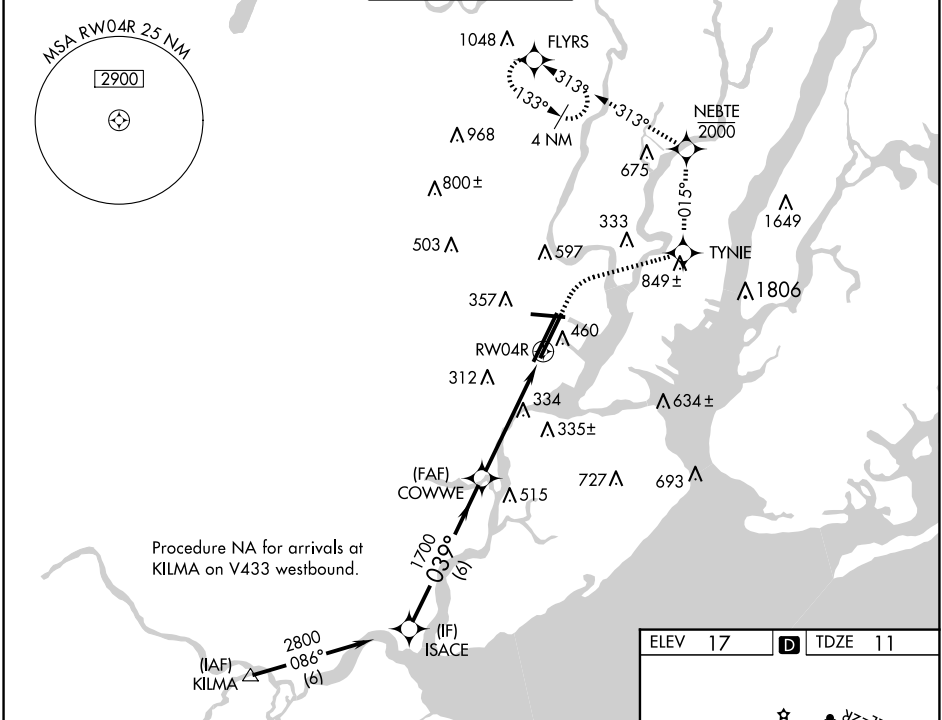 MSA RW04R 25 NM
2900
1048
FLYRS
313°
133°
313°
4 NM
NEBTE
2000
968
675
800±
015°
1649
333
503
597
TYNIE
849±
1806
357
460
RW04R
312
334
634±
335±
(FAF)
COWWE
727
693
515
Procedure NA for arrivals at
KILMA on V433 westbound.
1700
039°
(6)
(IF)
ISACE
2800
086°
(6)
(IAF)
KILMA
ELEV 17 D TDZE 11